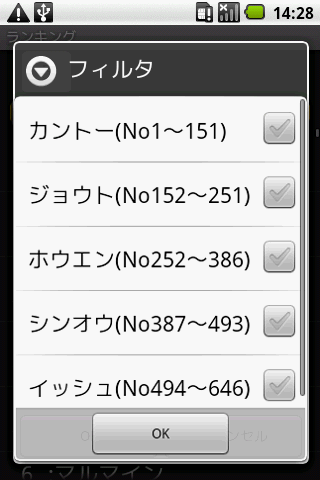 14:28
ランキング
フィルタ
カントー(No1～151)
ジョウト(No152～251)
ホウエン(No252～386)
シンオウ(No387～493)
イッシュ(No494～646)
OK
ンセル
6 :マルマイン